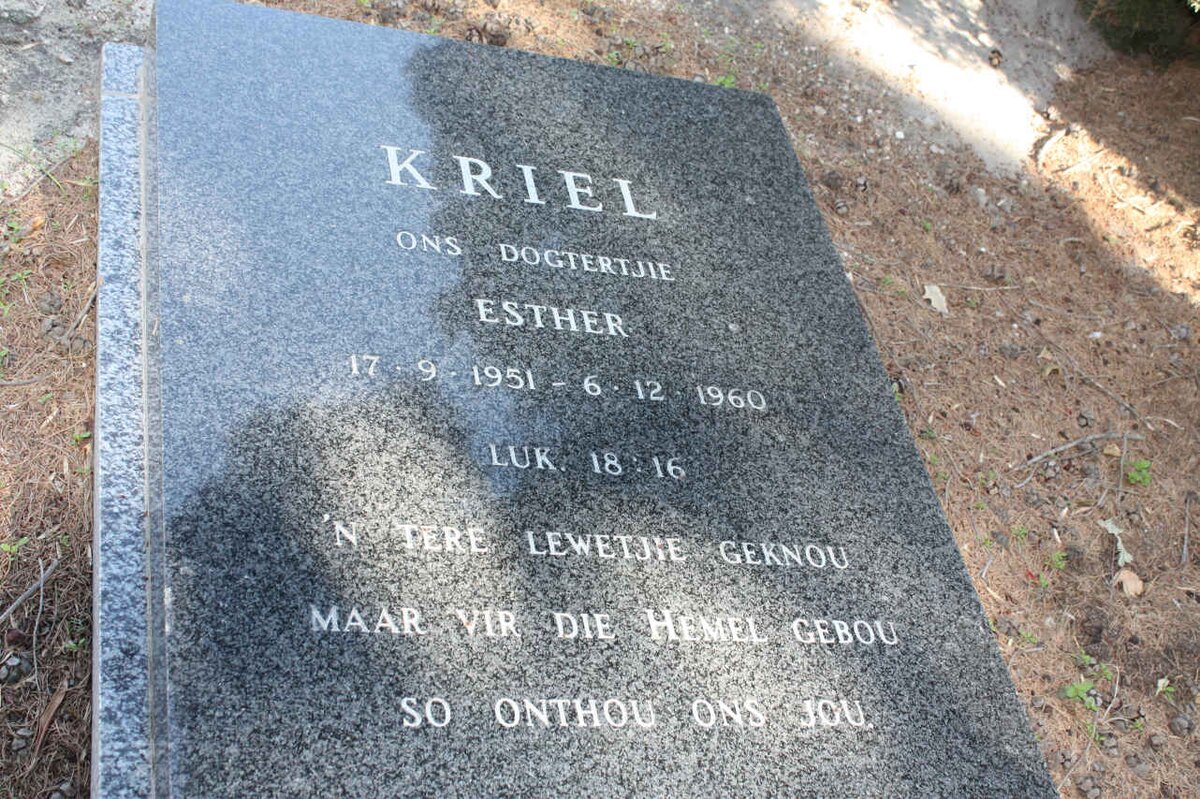 KRIEL
ONS DOGTERTJIE
ESTHER
17·9·1951 – 6·12·1960
LUK. 18:16
'N TERE LEWETJIE GEKNOU
MAAR VIR DIE HEMEL GEBOU
SO ONTHOU ONS JOU.